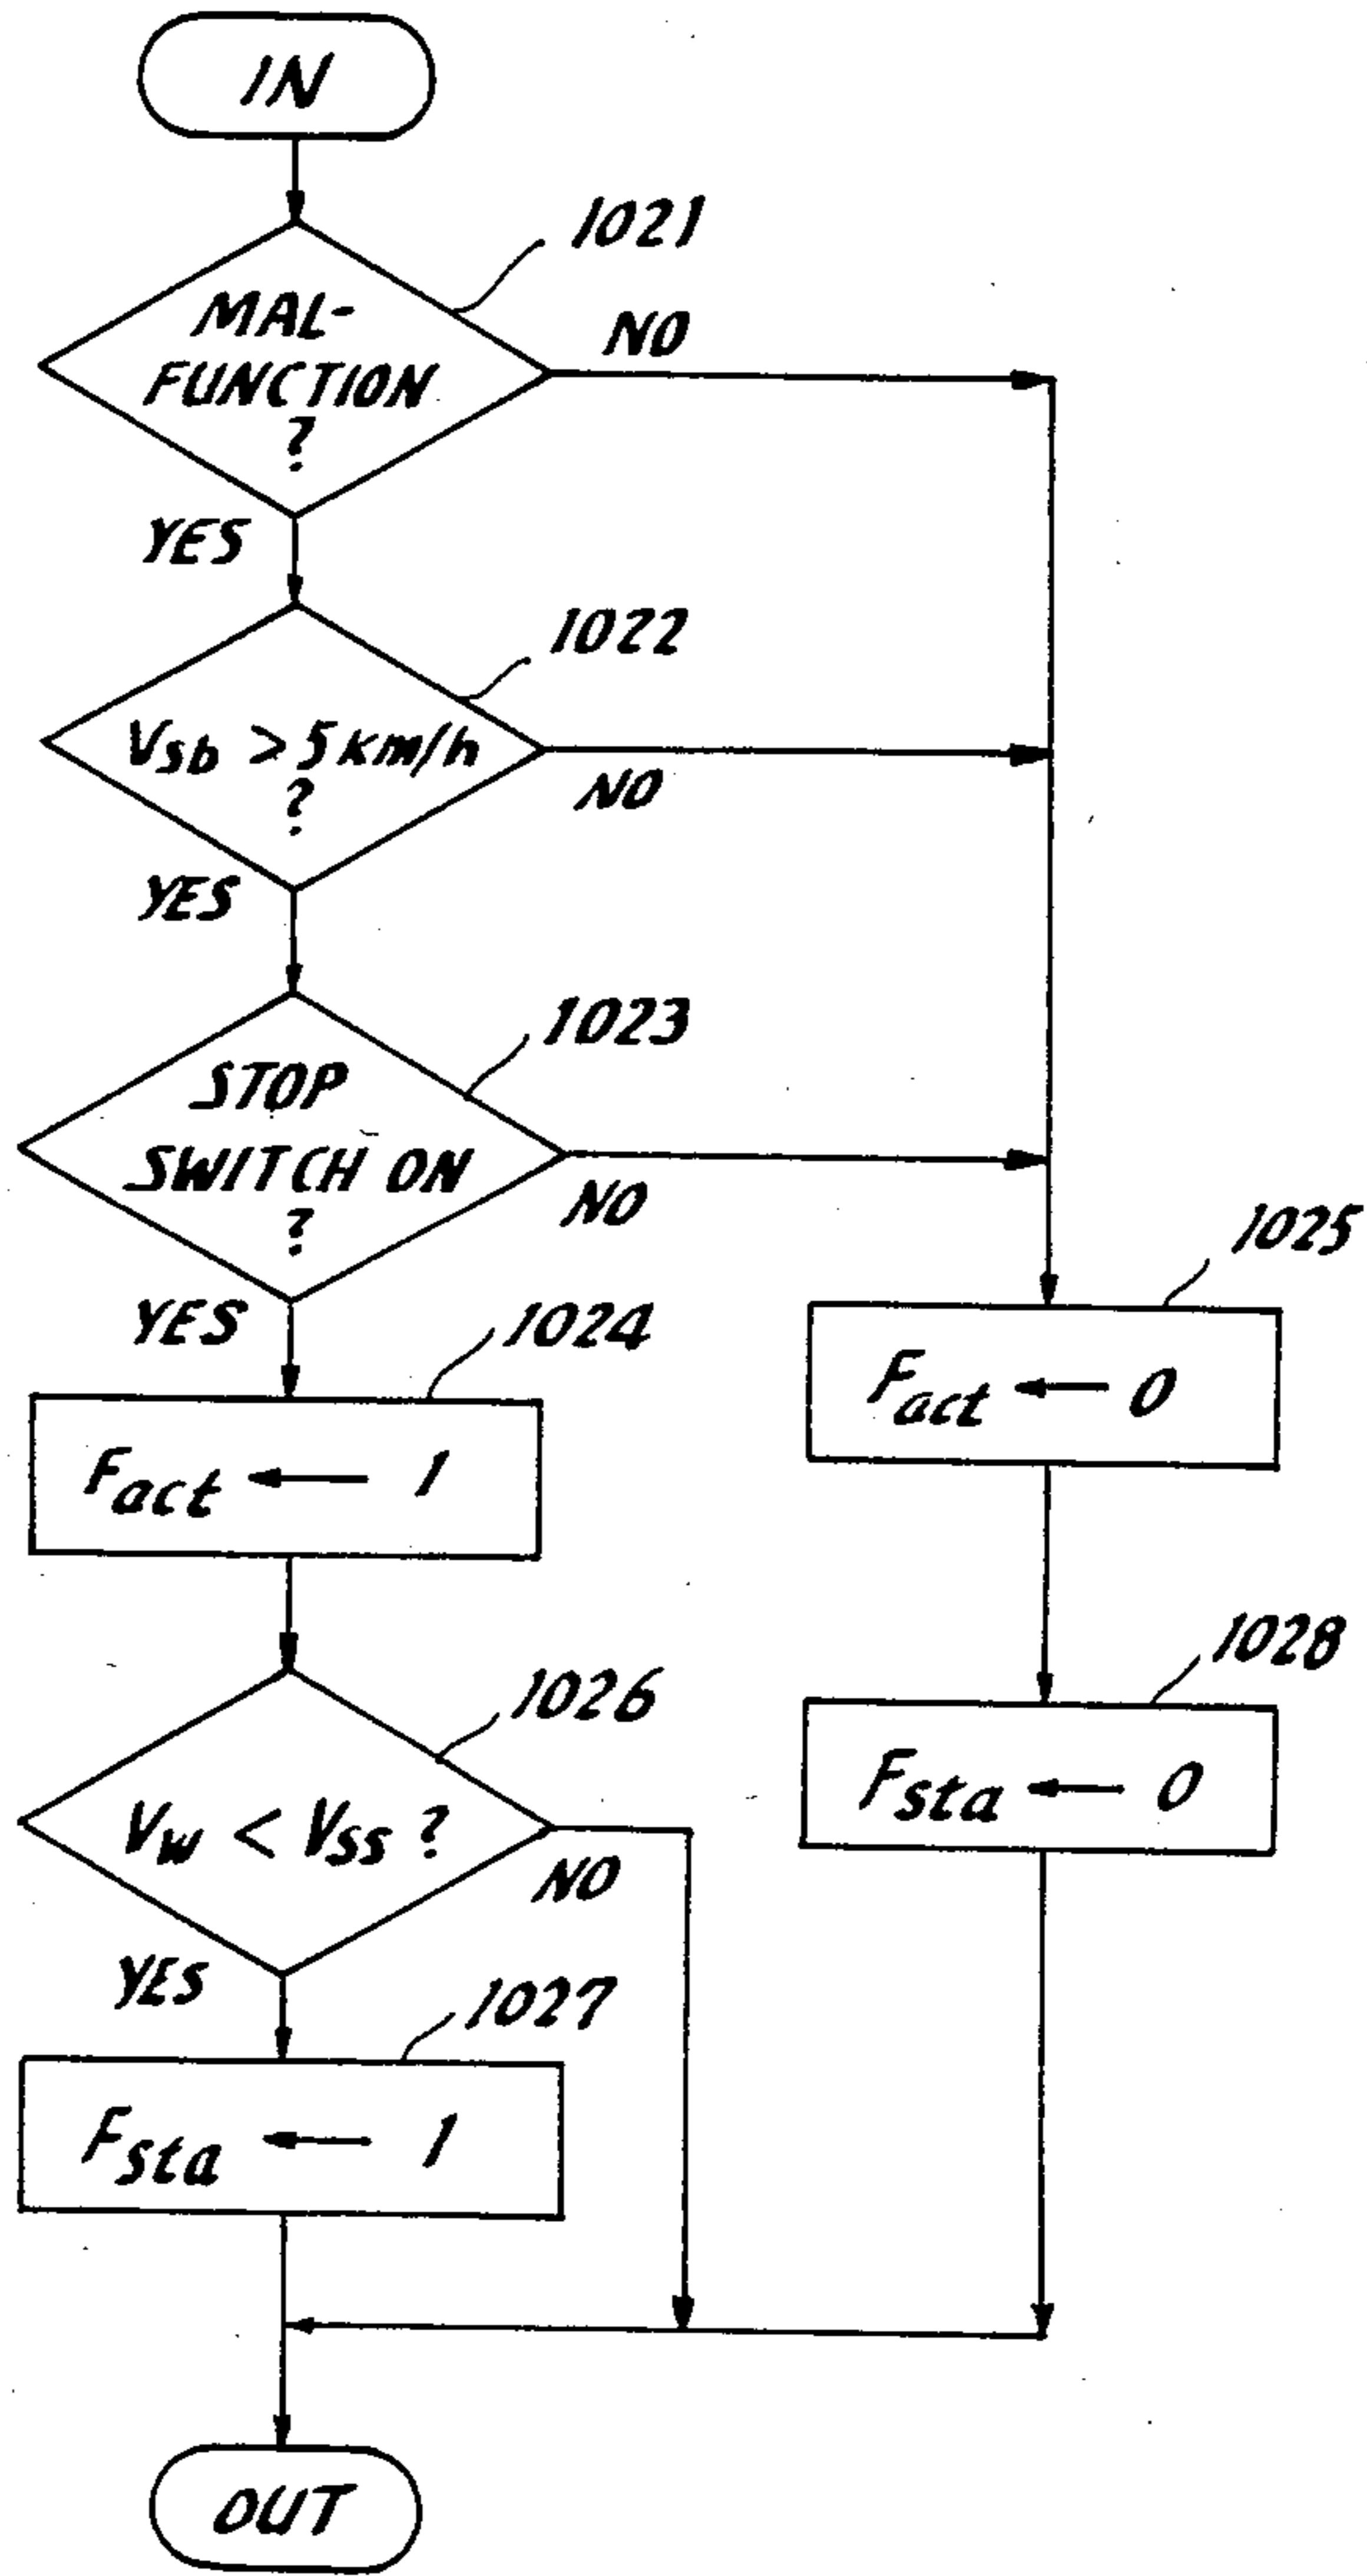 IN
1021
MAL-
FUNCTION
?
NO
YES
1022
Vsb > 5 km/h
?
NO
YES
1023
STOP
SWITCH ON
?
NO
YES
1024
Fact ← 1
1025
Fact ← 0
1026
Vw < Vss ?
NO
YES
1028
Fsta ← 0
1027
Fsta ← 1
OUT